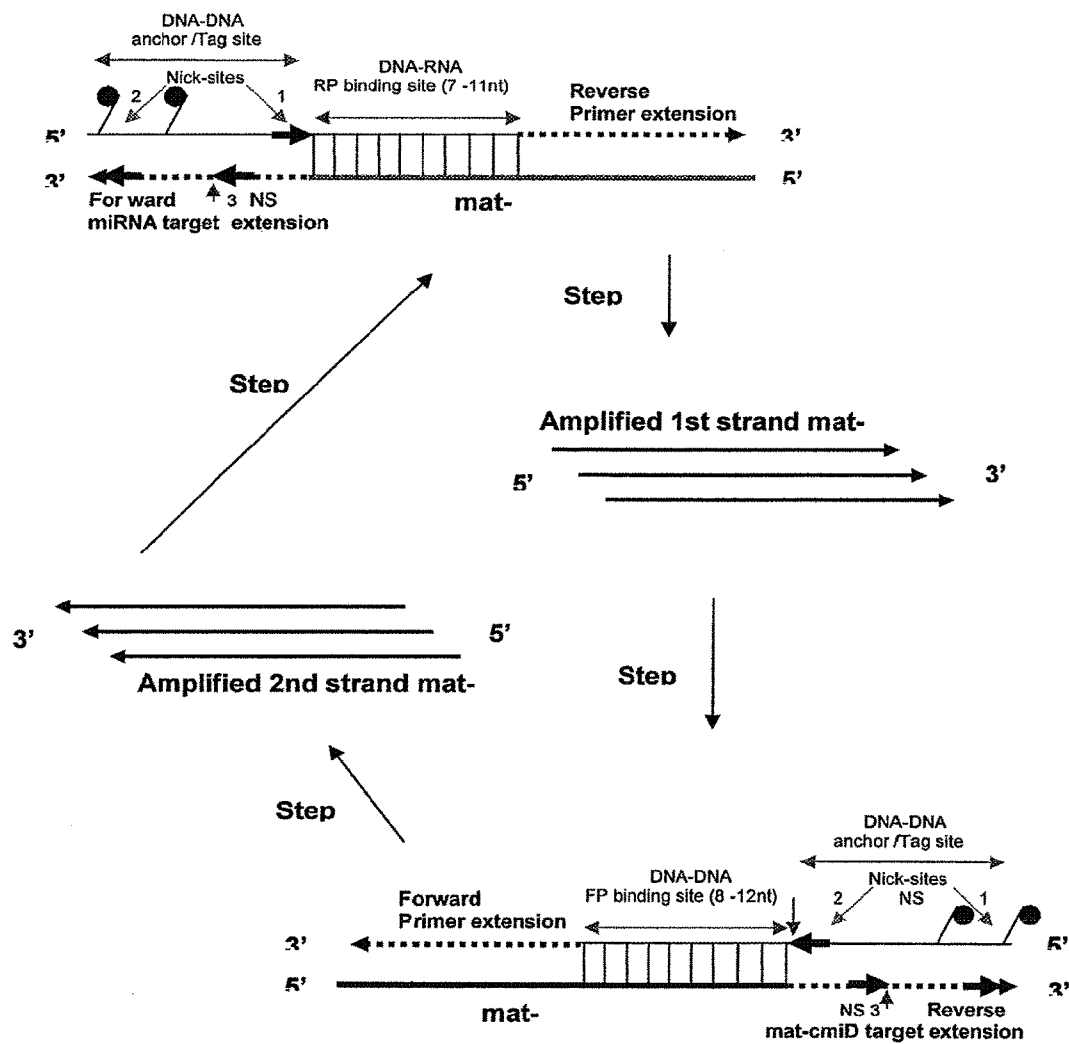 DNA-DNA
anchor /Tag site
Nick-sites
2
1
DNA-RNA
RP binding site (7 -11nt)
Reverse
Primer extension
5'
3'
3'
5'
3 NS
For ward
miRNA target extension
mat-
Step
Step
Amplified 1st strand mat-
5'
3'
3'
5'
Amplified 2nd strand mat-
Step
Step
DNA-DNA
anchor /Tag site
DNA-DNA
FP binding site (8 -12nt)
Nick-sites
2
NS
1
Forward
Primer extension
3'
5'
5'
3'
mat-
NS 3
Reverse
mat-cmiD target extension